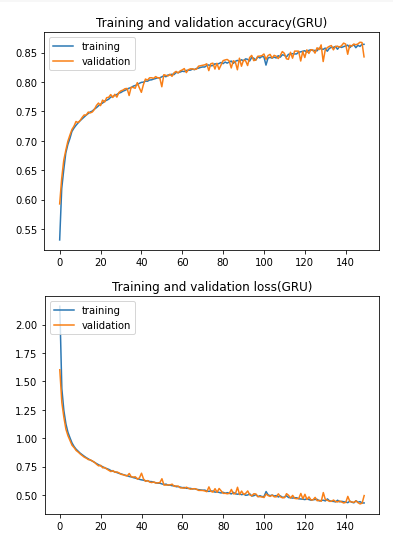 Training and validation accuracy(GRU)
training
validation
0.85
0.80
0.75
0.70
0.65
0.60
0.55
0 20 40 60 80 100 120 140
Training and validation loss(GRU)
training
validation
2.00
1.75
1.50
1.25
1.00
0.75
0.50
0 20 40 60 80 100 120 140